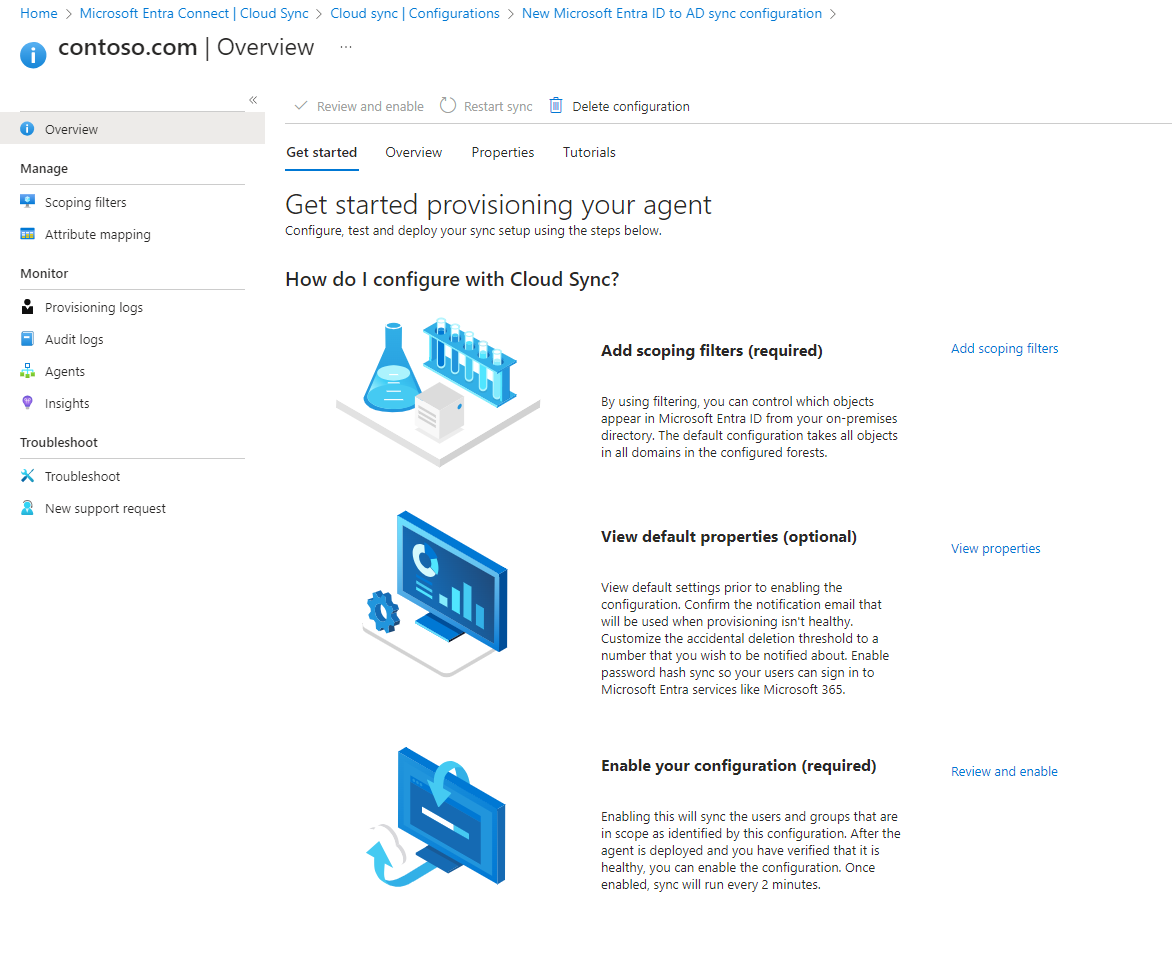 Home > Microsoft Entra Connect | Cloud Sync > Cloud sync | Configurations > New Microsoft Entra ID to AD sync configuration >
contoso.com | Overview ...
«
Review and enable Restart sync Delete configuration
Overview
Get started Overview Properties Tutorials
Manage
Scoping filters
Attribute mapping
Monitor
Provisioning logs
Audit logs
Agents
Insights
Troubleshoot
Troubleshoot
New support request
Get started provisioning your agent
Configure, test and deploy your sync setup using the steps below.
How do I configure with Cloud Sync?
Add scoping filters (required)
Add scoping filters
By using filtering, you can control which objects
appear in Microsoft Entra ID from your on-premises
directory. The default configuration takes all objects
in all domains in the configured forests.
View default properties (optional)
View properties
View default settings prior to enabling the
configuration. Confirm the notification email that
will be used when provisioning isn't healthy.
Customize the accidental deletion threshold to a
number that you wish to be notified about. Enable
password hash sync so your users can sign in to
Microsoft Entra services like Microsoft 365.
Enable your configuration (required)
Review and enable
Enabling this will sync the users and groups that are
in scope as identified by this configuration. After the
agent is deployed and you have verified that it is
healthy, you can enable the configuration. Once
enabled, sync will run every 2 minutes.